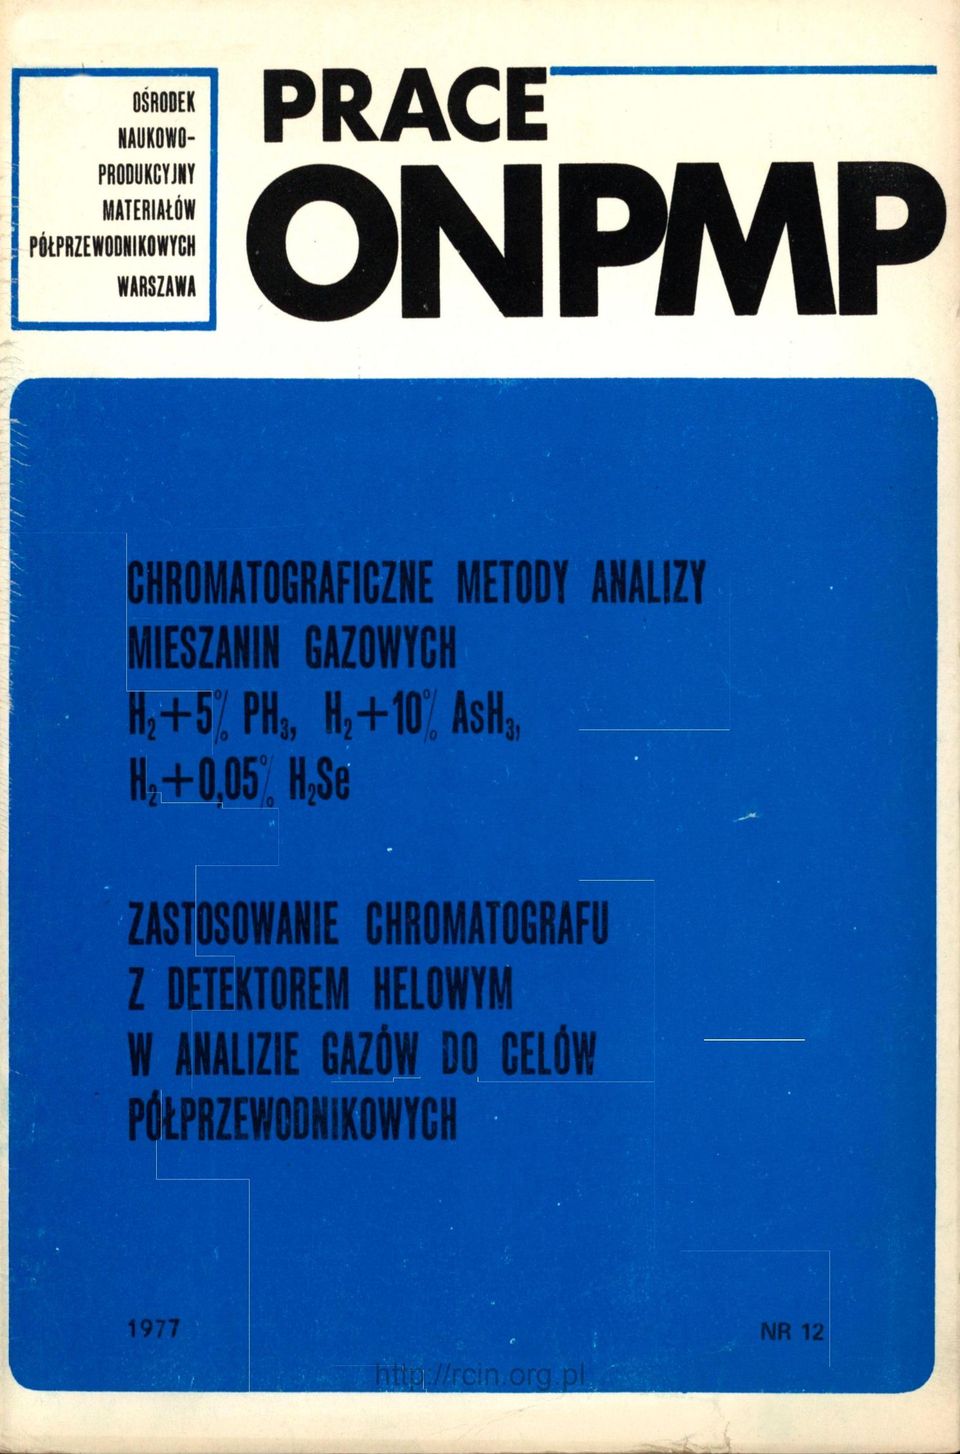 OŚRODEK
NAUKOWO-
PRODUKCYJNY
MATERIAŁÓW
PÓŁPRZEWODNIKOWYCH
WARSZAWA
PRACE
ONPMP
CHROMATOGRAFICZNE METODY ANALIZY
MIESZANIN GAZOWYCH
H₂+5% PH₃, H₂+10% AsH₃,
H₂+0,05% H₂Se
ZASTOSOWANIE CHROMATOGRAFU
Z DETEKTOREM HELOWYM
W ANALIZIE GAZÓW DO CELÓW
PÓŁPRZEWODNIKOWYCH
1977
NR 12
http://rcin.org.pl